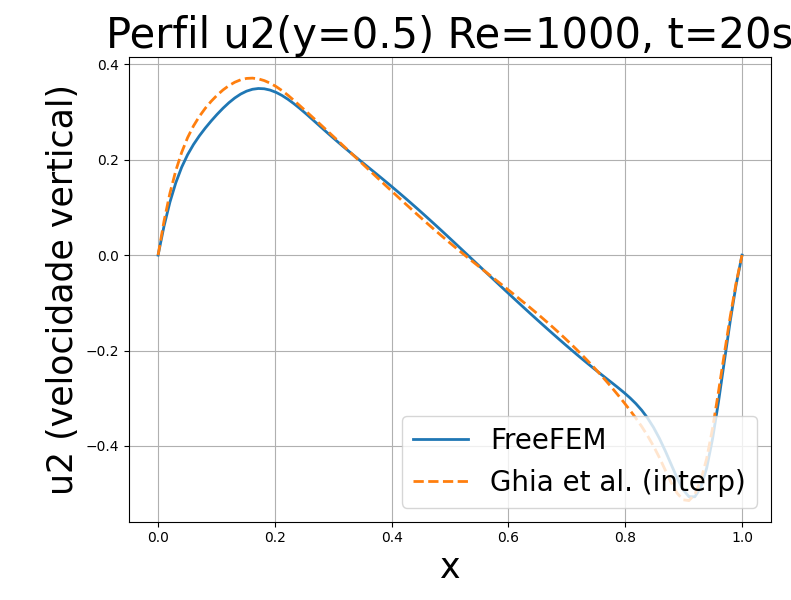 Perfil u2(y=0.5) Re=1000, t=20s
u2 (velocidade vertical)
0.4
0.2
0.0
−0.2
−0.4
FreeFEM
Ghia et al. (interp)
0.0
0.2
0.4
0.6
0.8
1.0
x